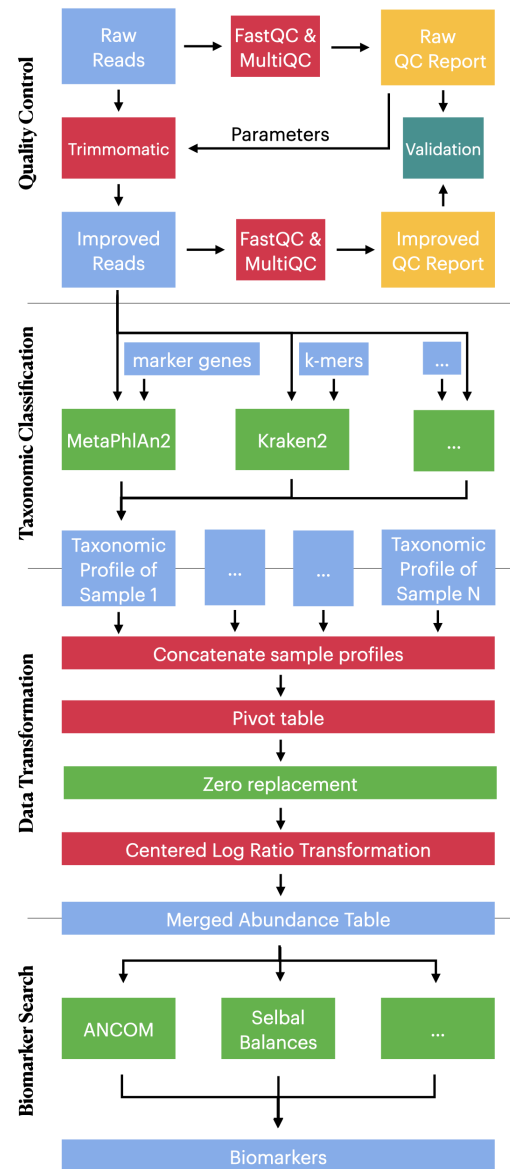 Quality Control
Raw
Reads
FastQC &
MultiQC
Raw
QC Report
Trimmomatic
Parameters
Validation
Improved
Reads
FastQC &
MultiQC
Improved
QC Report
Taxonomic Classification
marker genes
k-mers
...
MetaPhlAn2
Kraken2
...
Taxonomic
Profile of
Sample 1
...
...
Taxonomic
Profile of
Sample N
Data Transformation
Concatenate sample profiles
Pivot table
Zero replacement
Centered Log Ratio Transformation
Merged Abundance Table
Biomarker Search
ANCOM
Selbal
Balances
...
Biomarkers